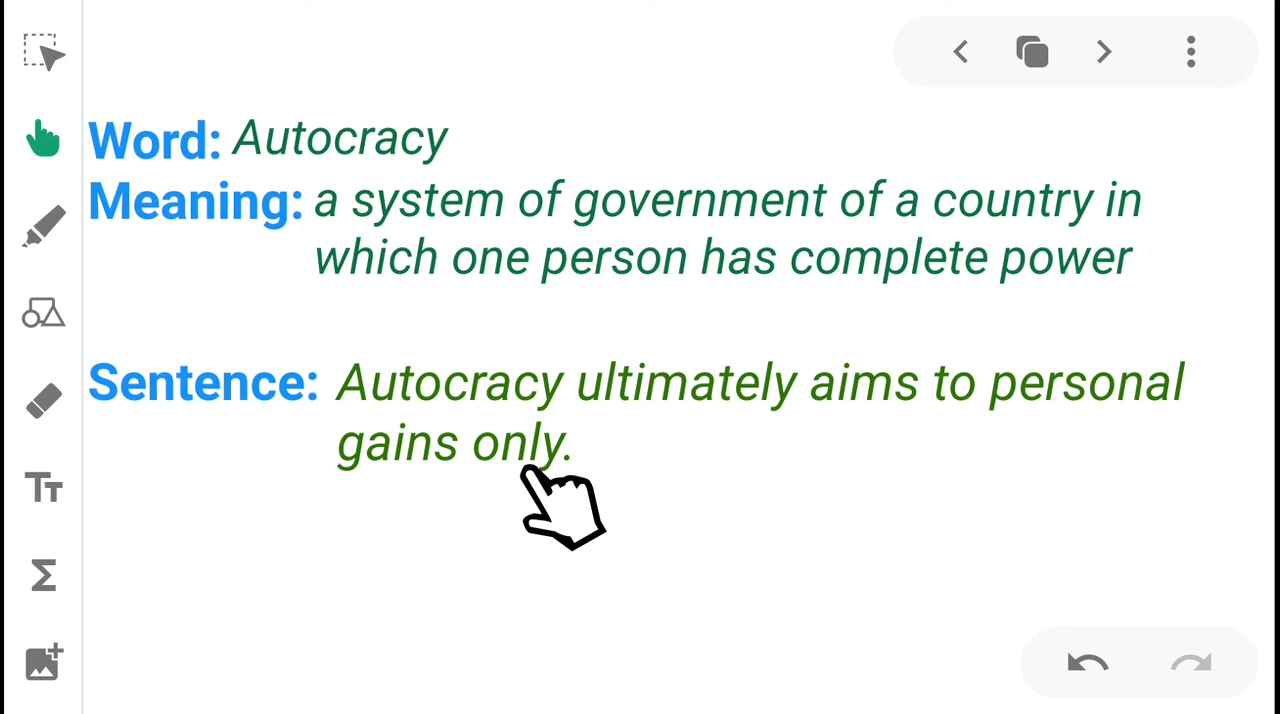 Word: Autocracy
Meaning: a system of government of a country in
which one person has complete power
Sentence: Autocracy ultimately aims to personal
gains only.